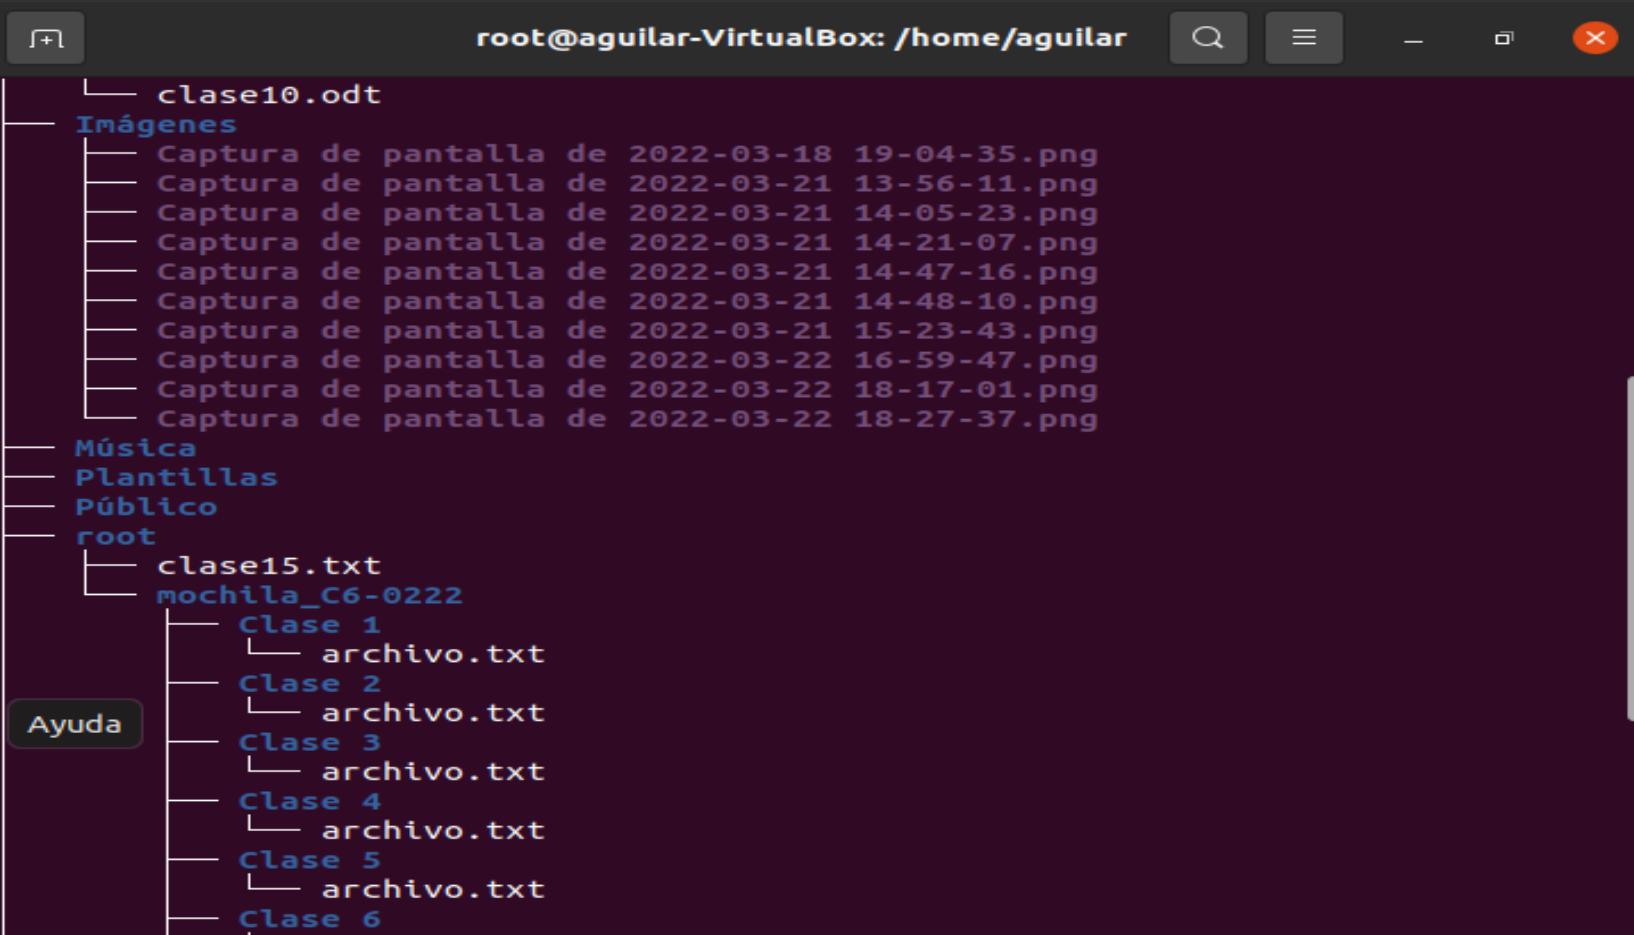 root@aguilar-VirtualBox: /home/aguilar
└── clase10.odt
├── Imágenes
├── Captura de pantalla de 2022-03-18 19-04-35.png
├── Captura de pantalla de 2022-03-21 13-56-11.png
├── Captura de pantalla de 2022-03-21 14-05-23.png
├── Captura de pantalla de 2022-03-21 14-21-07.png
├── Captura de pantalla de 2022-03-21 14-47-16.png
├── Captura de pantalla de 2022-03-21 14-48-10.png
├── Captura de pantalla de 2022-03-21 15-23-43.png
├── Captura de pantalla de 2022-03-22 16-59-47.png
├── Captura de pantalla de 2022-03-22 18-17-01.png
└── Captura de pantalla de 2022-03-22 18-27-37.png
├── Música
├── Plantillas
├── Público
├── root
├── clase15.txt
└── mochila_C6-0222
├── Clase 1
└── archivo.txt
├── Clase 2
└── archivo.txt
Ayuda
├── Clase 3
└── archivo.txt
├── Clase 4
└── archivo.txt
├── Clase 5
└── archivo.txt
├── Clase 6